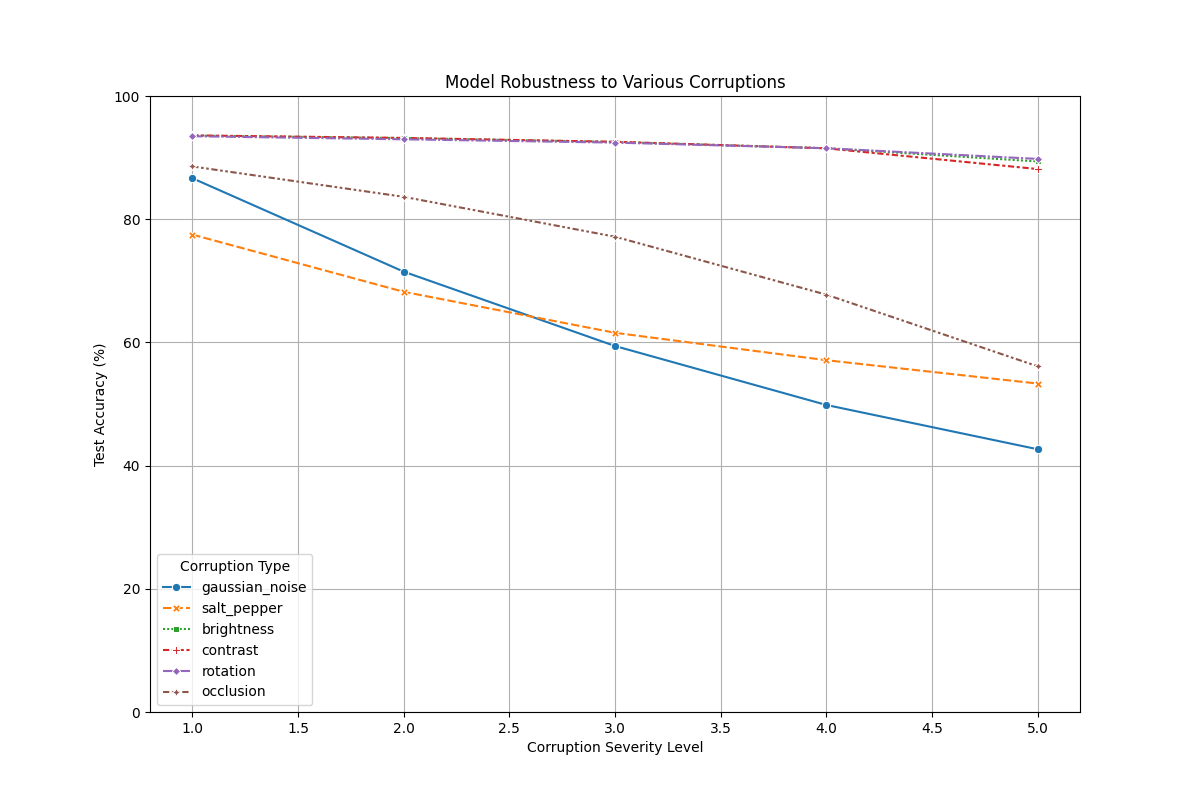 Model Robustness to Various Corruptions
Test Accuracy (%)
100
80
60
40
20
0
Corruption Type
gaussian_noise
salt_pepper
brightness
contrast
rotation
occlusion
1.0 1.5 2.0 2.5 3.0 3.5 4.0 4.5 5.0
Corruption Severity Level